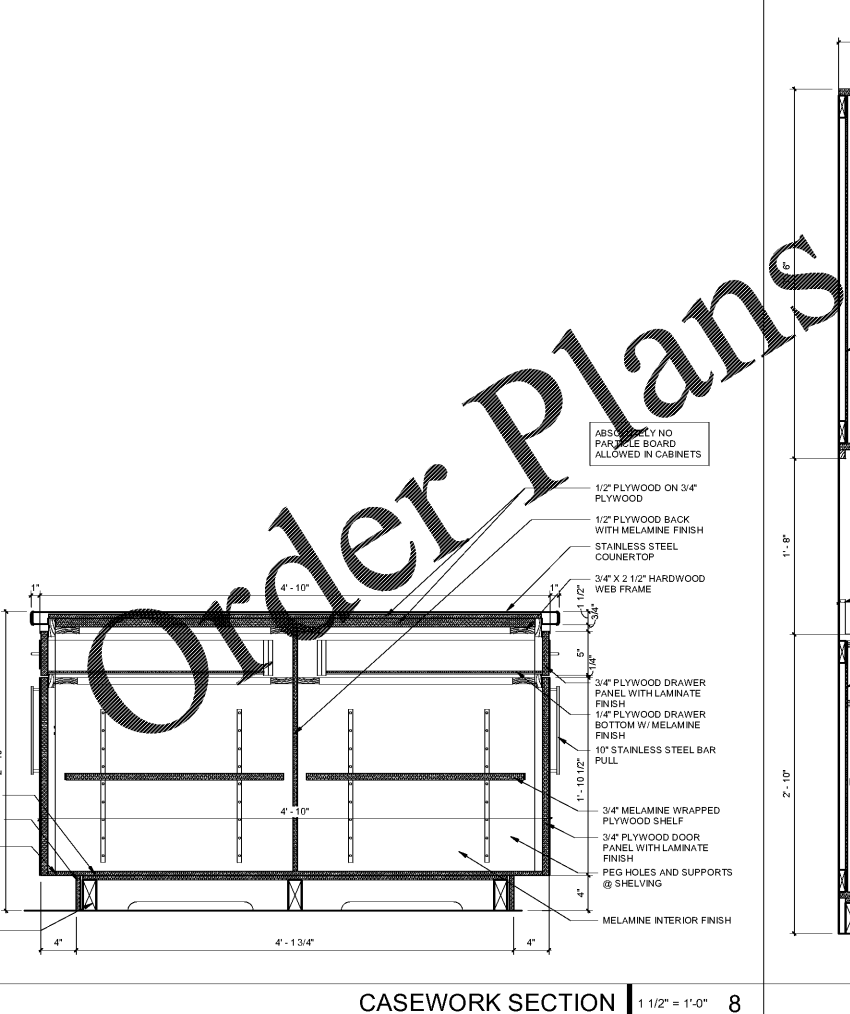 Order Plans
6"
ABSOLUTELY NO
PARTICLE BOARD
ALLOWED IN CABINETS
1/2" PLYWOOD ON 3/4"
PLYWOOD
1/2" PLYWOOD BACK
WITH MELAMINE FINISH
STAINLESS STEEL
COUNERTOP
3/4" X 2 1/2" HARDWOOD
WEB FRAME
1"
4' - 10"
1"
1 1/2"
3/4"
5"
1/4"
1' - 8"
3/4" PLYWOOD DRAWER
PANEL WITH LAMINATE
FINISH
1/4" PLYWOOD DRAWER
BOTTOM W/ MELAMINE
FINISH
10" STAINLESS STEEL BAR
PULL
1' - 10 1/2"
2' - 10"
4' - 10"
3/4" MELAMINE WRAPPED
PLYWOOD SHELF
3/4" PLYWOOD DOOR
PANEL WITH LAMINATE
FINISH
PEG HOLES AND SUPPORTS
@ SHELVING
4"
MELAMINE INTERIOR FINISH
4"
4' - 1 3/4"
4"
CASEWORK SECTION 1 1/2" = 1'-0" 8